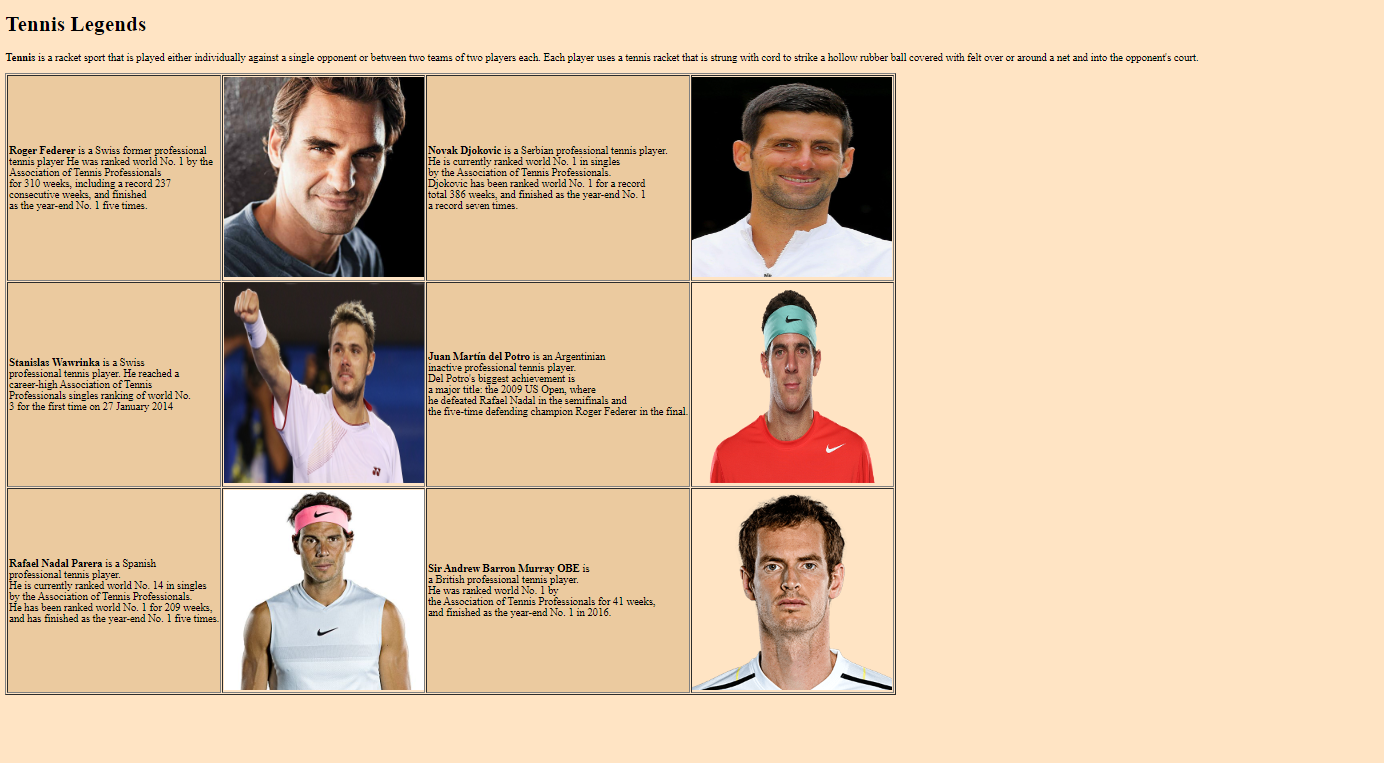 Tennis Legends
Tennis is a racket sport that is played either individually against a single opponent or between two teams of two players each. Each player uses a tennis racket that is strung with cord to strike a hollow rubber ball covered with felt over or around a net and into the opponent's court.
Roger Federer is a Swiss former professional
tennis player He was ranked world No. 1 by the
Association of Tennis Professionals
for 310 weeks, including a record 237
consecutive weeks, and finished
as the year-end No. 1 five times.
Novak Djokovic is a Serbian professional tennis player.
He is currently ranked world No. 1 in singles
by the Association of Tennis Professionals.
Djokovic has been ranked world No. 1 for a record
total 386 weeks, and finished as the year-end No. 1
a record seven times.
Stanislas Wawrinka is a Swiss
professional tennis player. He reached a
career-high Association of Tennis
Professionals singles ranking of world No.
3 for the first time on 27 January 2014
Juan Martín del Potro is an Argentinian
inactive professional tennis player.
Del Potro's biggest achievement is
a major title: the 2009 US Open, where
he defeated Rafael Nadal in the semifinals and
the five-time defending champion Roger Federer in the final.
Rafael Nadal Parera is a Spanish
professional tennis player.
He is currently ranked world No. 14 in singles
by the Association of Tennis Professionals.
He has been ranked world No. 1 for 209 weeks,
and has finished as the year-end No. 1 five times.
Sir Andrew Barron Murray OBE is
a British professional tennis player.
He was ranked world No. 1 by
the Association of Tennis Professionals for 41 weeks,
and finished as the year-end No. 1 in 2016.